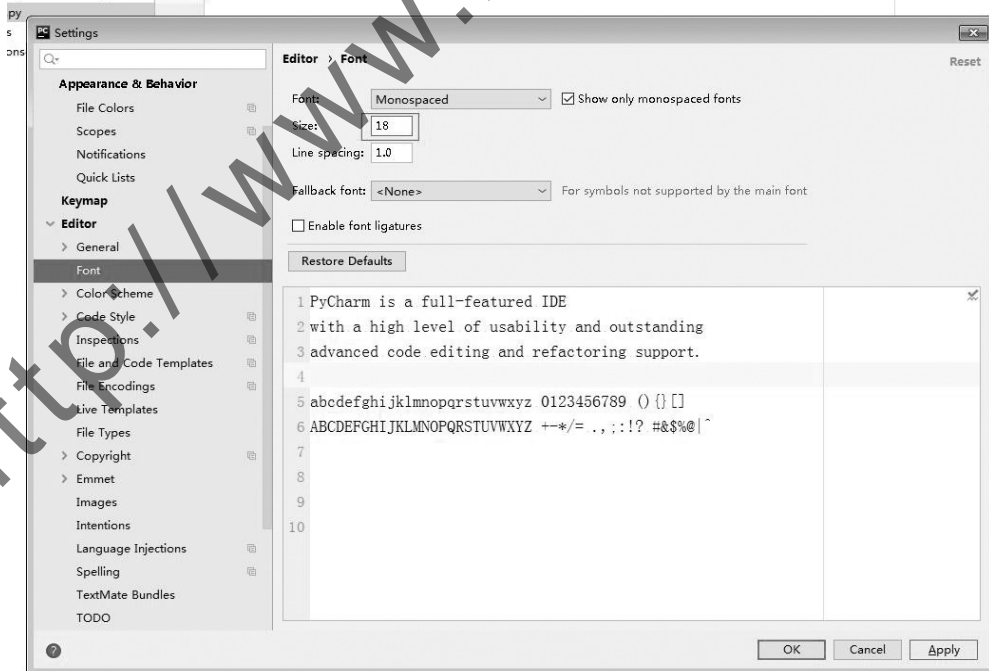 py
s
ons
PC Settings
Editor › Font
Reset
Appearance & Behavior
File Colors
Scopes
Notifications
Quick Lists
Keymap
Editor
General
Font
Color Scheme
Code Style
Inspections
File and Code Templates
File Encodings
Live Templates
File Types
Copyright
Emmet
Images
Intentions
Language Injections
Spelling
TextMate Bundles
TODO
Font: Monospaced Show only monospaced fonts
Size: 18
Line spacing: 1.0
Fallback font: <None> For symbols not supported by the main font
Enable font ligatures
Restore Defaults
1 PyCharm is a full-featured IDE
2 with a high level of usability and outstanding
3 advanced code editing and refactoring support.
4
5 abcdefghijklmnopqrstuvwxyz 0123456789 (){}[]
6 ABCDEFGHIJKLMNOPQRSTUVWXYZ +-*/= .,;:!? #&$%@|^
7
8
9
10
? OK Cancel Apply
http://www.